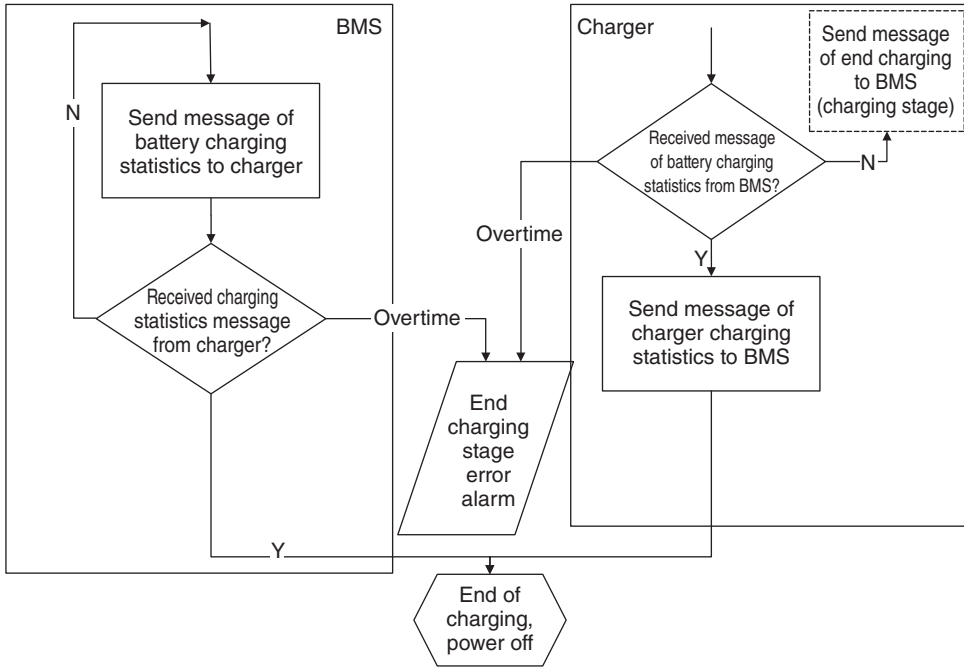 BMS
N
Send message of
battery charging
statistics to charger
Received charging
statistics message
from charger?
Overtime
Y
Charger
Send message
of end charging
to BMS
(charging stage)
Received message
of battery charging
statistics from BMS?
N
Overtime
Y
Send message of
charger charging
statistics to BMS
End
charging
stage
error
alarm
End of
charging,
power off